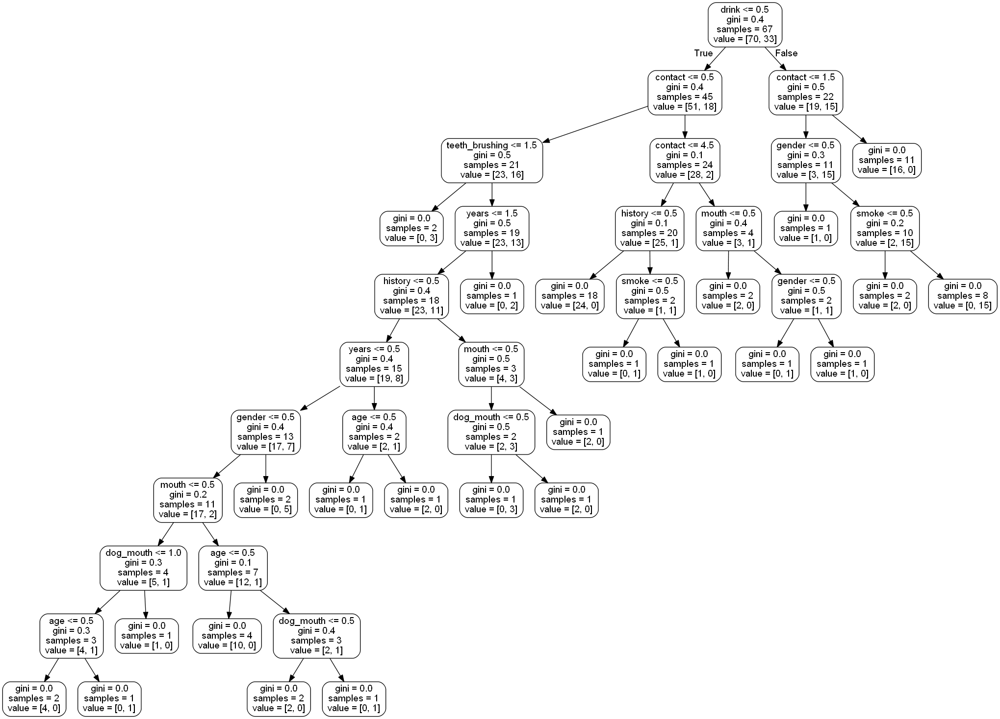 drink <= 0.5
gini = 0.4
samples = 67
value = [70, 33]
True
False
contact <= 0.5
gini = 0.4
samples = 45
value = [51, 18]
contact <= 1.5
gini = 0.5
samples = 22
value = [19, 15]
teeth_brushing <= 1.5
gini = 0.5
samples = 21
value = [23, 16]
contact <= 4.5
gini = 0.1
samples = 24
value = [28, 2]
gender <= 0.5
gini = 0.3
samples = 11
value = [3, 15]
gini = 0.0
samples = 11
value = [16, 0]
gini = 0.0
samples = 2
value = [0, 3]
years <= 1.5
gini = 0.5
samples = 19
value = [23, 13]
history <= 0.5
gini = 0.1
samples = 20
value = [25, 1]
mouth <= 0.5
gini = 0.4
samples = 4
value = [3, 1]
gini = 0.0
samples = 1
value = [1, 0]
smoke <= 0.5
gini = 0.2
samples = 10
value = [2, 15]
history <= 0.5
gini = 0.4
samples = 18
value = [23, 11]
gini = 0.0
samples = 1
value = [0, 2]
gini = 0.0
samples = 18
value = [24, 0]
smoke <= 0.5
gini = 0.5
samples = 2
value = [1, 1]
gini = 0.0
samples = 2
value = [2, 0]
gender <= 0.5
gini = 0.5
samples = 2
value = [1, 1]
gini = 0.0
samples = 2
value = [2, 0]
gini = 0.0
samples = 8
value = [0, 15]
years <= 0.5
gini = 0.4
samples = 15
value = [19, 8]
mouth <= 0.5
gini = 0.5
samples = 3
value = [4, 3]
gini = 0.0
samples = 1
value = [0, 1]
gini = 0.0
samples = 1
value = [1, 0]
gini = 0.0
samples = 1
value = [0, 1]
gini = 0.0
samples = 1
value = [1, 0]
gender <= 0.5
gini = 0.4
samples = 13
value = [17, 7]
age <= 0.5
gini = 0.4
samples = 2
value = [2, 1]
dog_mouth <= 0.5
gini = 0.5
samples = 2
value = [2, 3]
gini = 0.0
samples = 1
value = [2, 0]
mouth <= 0.5
gini = 0.2
samples = 11
value = [17, 2]
gini = 0.0
samples = 2
value = [0, 5]
gini = 0.0
samples = 1
value = [0, 1]
gini = 0.0
samples = 1
value = [2, 0]
gini = 0.0
samples = 1
value = [0, 3]
gini = 0.0
samples = 1
value = [2, 0]
dog_mouth <= 1.0
gini = 0.3
samples = 4
value = [5, 1]
age <= 0.5
gini = 0.1
samples = 7
value = [12, 1]
age <= 0.5
gini = 0.3
samples = 3
value = [4, 1]
gini = 0.0
samples = 1
value = [1, 0]
gini = 0.0
samples = 4
value = [10, 0]
dog_mouth <= 0.5
gini = 0.4
samples = 3
value = [2, 1]
gini = 0.0
samples = 2
value = [4, 0]
gini = 0.0
samples = 1
value = [0, 1]
gini = 0.0
samples = 2
value = [2, 0]
gini = 0.0
samples = 1
value = [0, 1]